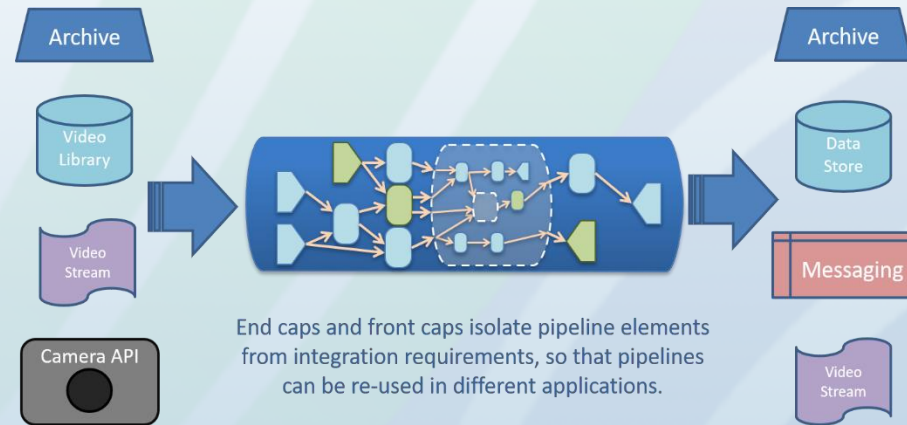 Archive
Video
Library
Video
Stream
Camera API
End caps and front caps isolate pipeline elements
from integration requirements, so that pipelines
can be re-used in different applications.
Archive
Data
Store
Messaging
Video
Stream